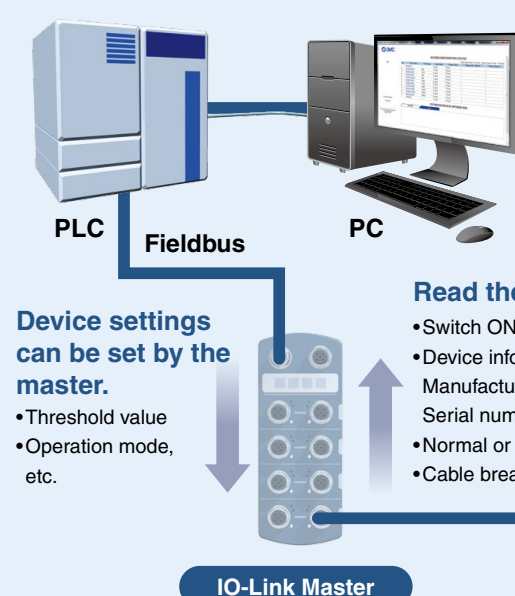 SMC
PLC
Fieldbus
PC
Device settings
can be set by the
master.
•Threshold value
•Operation mode,
etc.
Read the
•Switch ON
•Device info
Manufactu
Serial num
•Normal or
•Cable brea
IO-Link Master